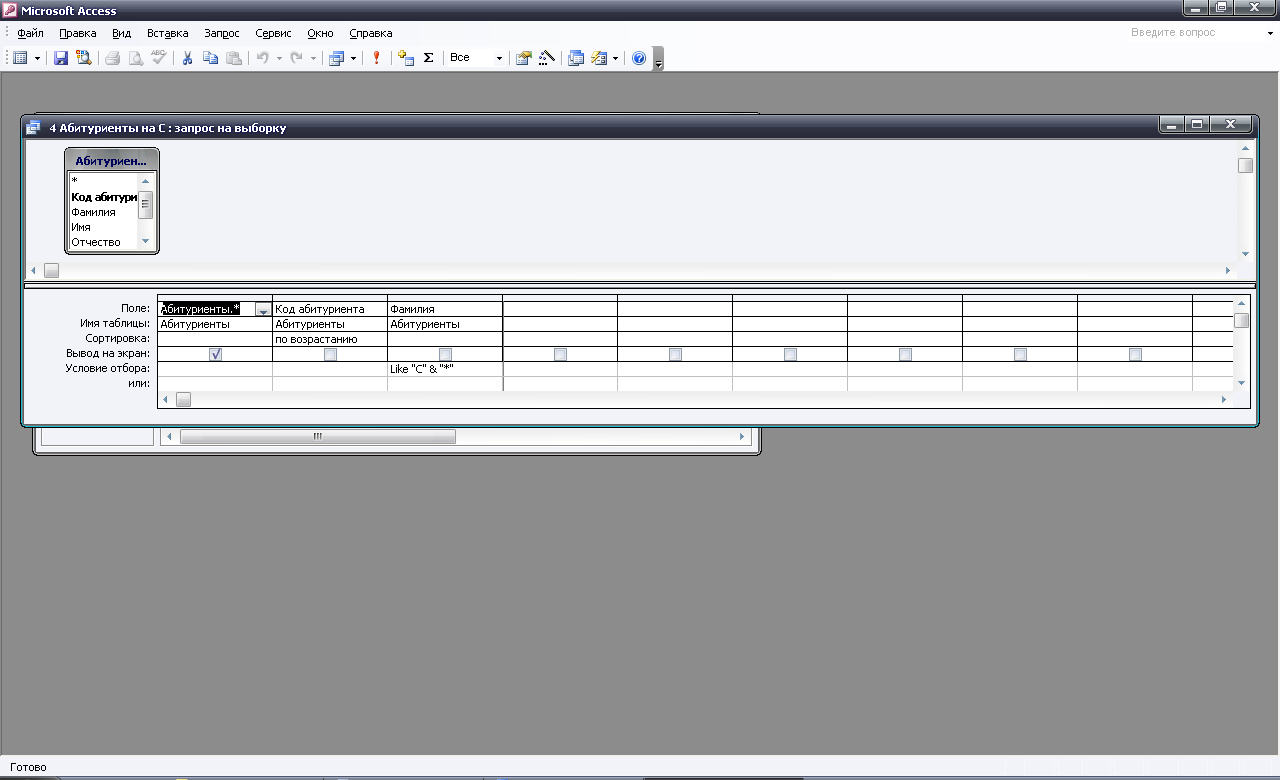 Microsoft Access
Файл Правка Вид Вставка Запрос Сервис Окно Справка Введите вопрос
ABC Σ Все
4 Абитуриенты на С : запрос на выборку
Абитуриен...
*
Код абитури
Фамилия
Имя
Отчество
Поле: Абитуриенты.* Код абитуриента Фамилия
Имя таблицы: Абитуриенты Абитуриенты Абитуриенты
Сортировка: по возрастанию
Вывод на экран:
Условие отбора: Like "С" & "*"
или:
Готово